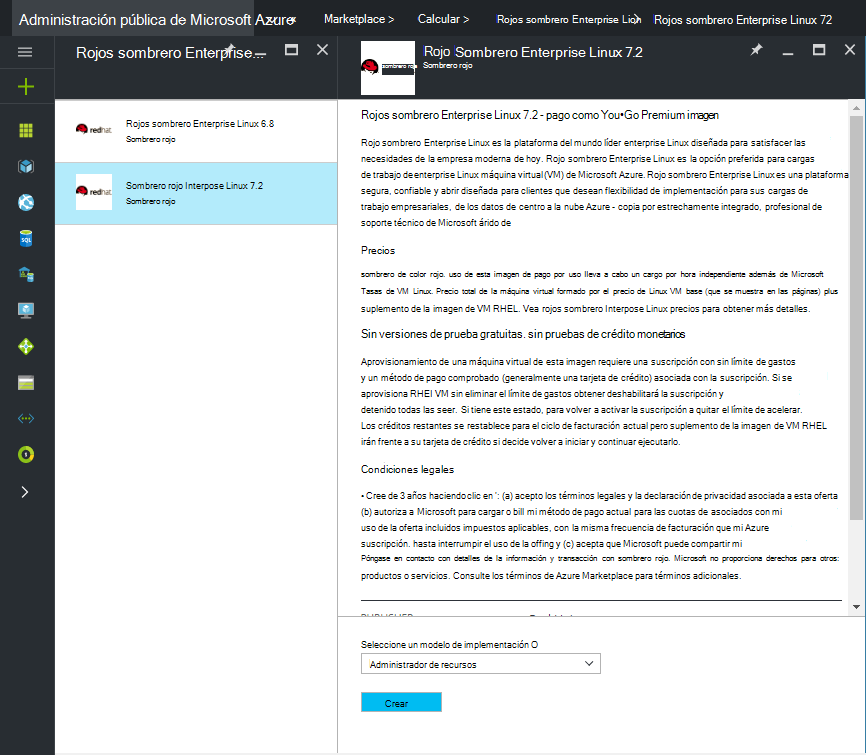 Administración pública de Microsoft Azure
Marketplace >
Calcular >
Rojos sombrero Enterprise Lin
Rojos sombrero Enterprise Linux 72
Rojos sombrero Enterprise...
Rojo Sombrero Enterprise Linux 7.2
Sombrero rojo
redhat
Rojos sombrero Enterprise Linux 6.8
Sombrero rojo
redhat
Sombrero rojo Interpose Linux 7.2
Sombrero rojo
Rojos sombrero Enterprise Linux 7.2 - pago como You•Go Premium imagen
Rojo sombrero Enterprise Linux es la plataforma del mundo líder enterprise Linux diseñada para satisfacer las
necesidades de la empresa moderna de hoy. Rojo sombrero Enterprise Linux es la opción preferida para cargas
de trabajo de enterprise Linux máquina virtual (VM) de Microsoft Azure. Rojo sombrero Enterprise Linux es una plataforma
segura, confiable y abrir diseñada para clientes que desean flexibilidad de implementación para sus cargas de
trabajo empresariales, de los datos de centro a la nube Azure - copia por estrechamente integrado, profesional de
soporte técnico de Microsoft árido de
Precios
sombrero de color rojo. uso de esta imagen de pago por uso lleva a cabo un cargo por hora independiente además de Microsoft
Tasas de VM Linux. Precio total de la máquina virtual formado por el precio de Linux VM base (que se muestra en las páginas) plus
suplemento de la imagen de VM RHEL. Vea rojos sombrero Interpose Linux precios para obtener más detalles.
Sin versiones de prueba gratuitas. sin pruebas de crédito monetarios
Aprovisionamiento de una máquina virtual de esta imagen requiere una suscripción con sin límite de gastos
y un método de pago comprobado (generalmente una tarjeta de crédito) asociada con la suscripción. Si se
aprovisiona RHEl VM sin eliminar el límite de gastos obtener deshabilitará la suscripción y
detenido todas las seer. Si tiene este estado, para volver a activar la suscripción a quitar el límite de acelerar.
Los créditos restantes se restablece para el ciclo de facturación actual pero suplemento de la imagen de VM RHEL
irán frente a su tarjeta de crédito si decide volver a iniciar y continuar ejecutarlo.
Condiciones legales
• Cree de 3 años haciendo clic en ': (a) acepto los términos legales y la declaración de privacidad asociada a esta oferta
(b) autoriza a Microsoft para cargar o bill mi método de pago actual para las cuotas de asociados con mi
uso de la oferta incluidos impuestos aplicables, con la misma frecuencia de facturación que mi Azure
suscripción. hasta interrumpir el uso de la offing y (c) acepta que Microsoft puede compartir mi
Póngase en contacto con detalles de la información y transacción con sombrero rojo. Microsoft no proporciona derechos para otros:
productos o servicios. Consulte los términos de Azure Marketplace para términos adicionales.
Seleccione un modelo de implementación O
Administrador de recursos
Crear